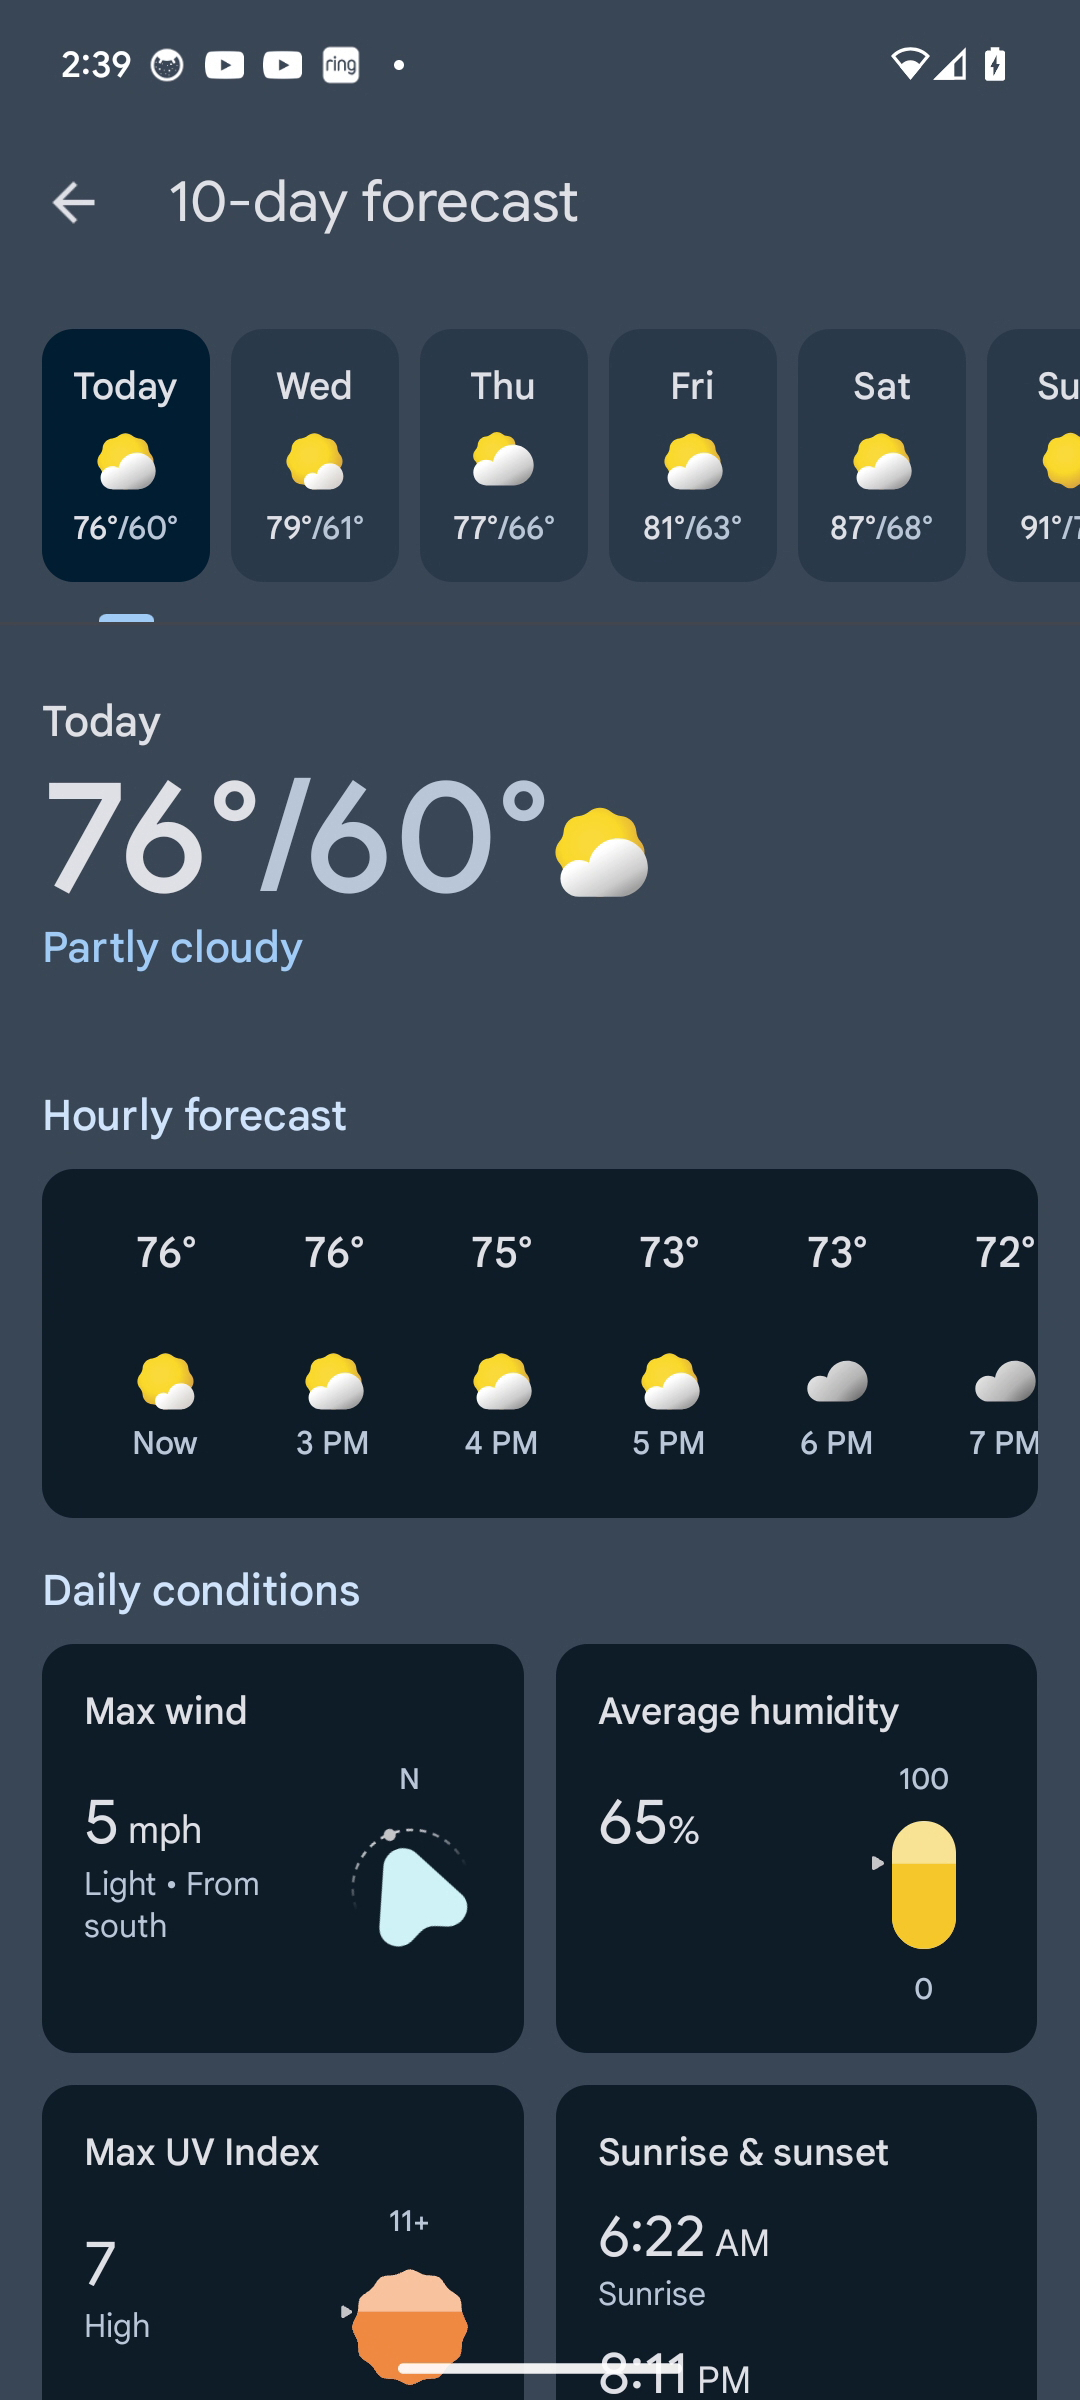 2:39 ring
10-day forecast
Today Wed Thu Fri Sat Su
76°/60° 79°/61° 77°/66° 81°/63° 87°/68° 91°/
Today
76°/60°
Partly cloudy
Hourly forecast
76° 76° 75° 73° 73° 72°
Now 3 PM 4 PM 5 PM 6 PM 7 PM
Daily conditions
Max wind
N
5 mph
Light • From
south
Average humidity
100
65%
0
Max UV Index
11+
7
High
Sunrise & sunset
6:22 AM
Sunrise
8:11 PM